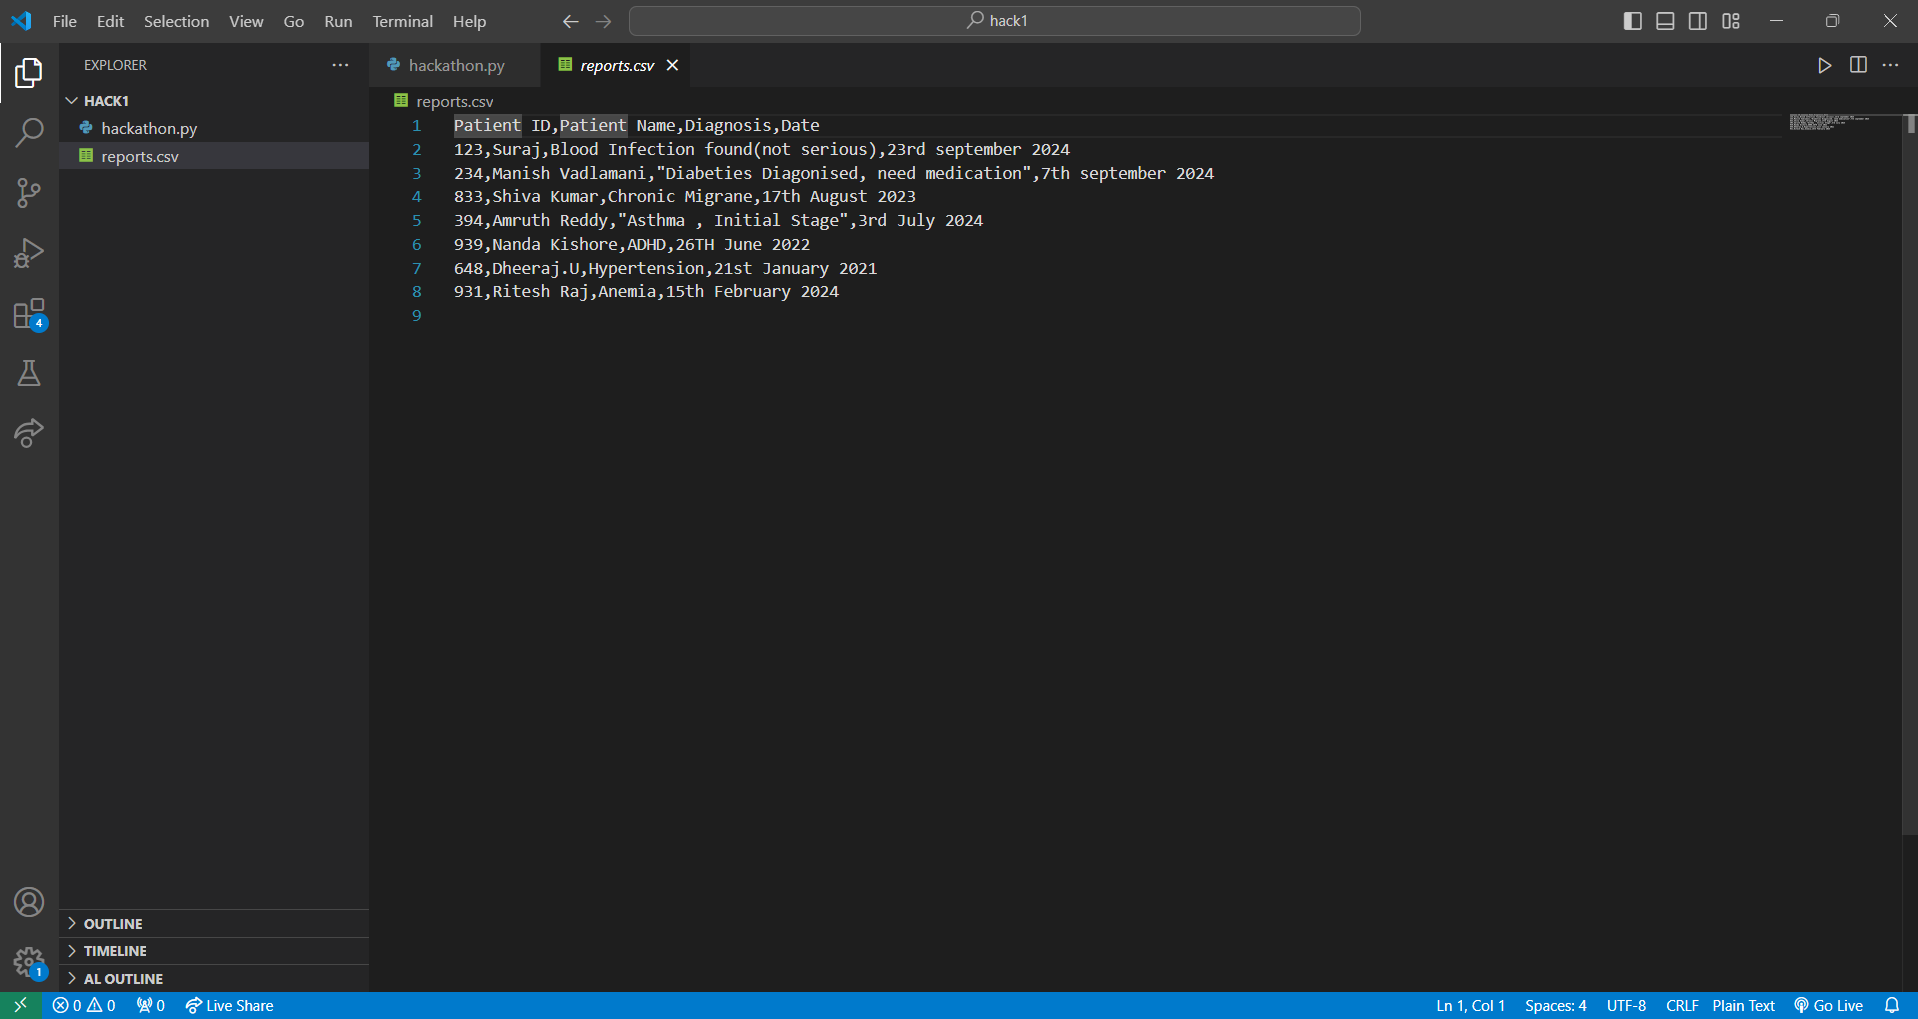 File Edit Selection View Go Run Terminal Help
hack1
EXPLORER
hackathon.py
reports.csv
HACK1
hackathon.py
reports.csv
reports.csv
1 Patient ID,Patient Name,Diagnosis,Date
2 123,Suraj,Blood Infection found(not serious),23rd september 2024
3 234,Manish Vadlamani,"Diabeties Diagonised, need medication",7th september 2024
4 833,Shiva Kumar,Chronic Migrane,17th August 2023
5 394,Amruth Reddy,"Asthma , Initial Stage",3rd July 2024
6 939,Nanda Kishore,ADHD,26TH June 2022
7 648,Dheeraj.U,Hypertension,21st January 2021
8 931,Ritesh Raj,Anemia,15th February 2024
9
4
OUTLINE
TIMELINE
AL OUTLINE
1
0 0 0 Live Share
Ln 1, Col 1 Spaces: 4 UTF-8 CRLF Plain Text Go Live